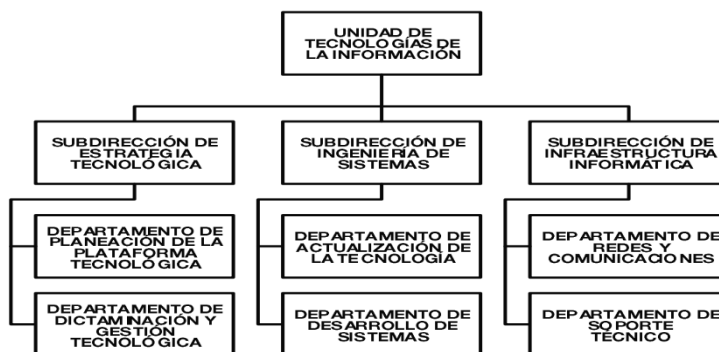 UNIDAD DE
TECNOLOGÍAS DE
LA INFORMACIÓN
SUBDIRECCIÓN DE
ESTRATEGIA
TECNOLÓGICA
SUBDIRECCIÓN DE
INGENIERÍA DE
SISTEMAS
SUBDIRECCIÓN DE
INFRAESTRUCTURA
INFORMÁTICA
DEPARTAMENTO DE
PLANEACIÓN DE LA
PLATAFORMA
TECNOLÓGICA
DEPARTAMENTO DE
ACTUALIZACIÓN DE
LA TECNOLOGÍA
DEPARTAMENTO DE
REDES Y
COMUNICACIONES
DEPARTAMENTO DE
DICTAMINACIÓN Y
GESTIÓN
TECNOLÓGICA
DEPARTAMENTO DE
DESARROLLO DE
SISTEMAS
DEPARTAMENTO DE
SOPORTE
TÉCNICO